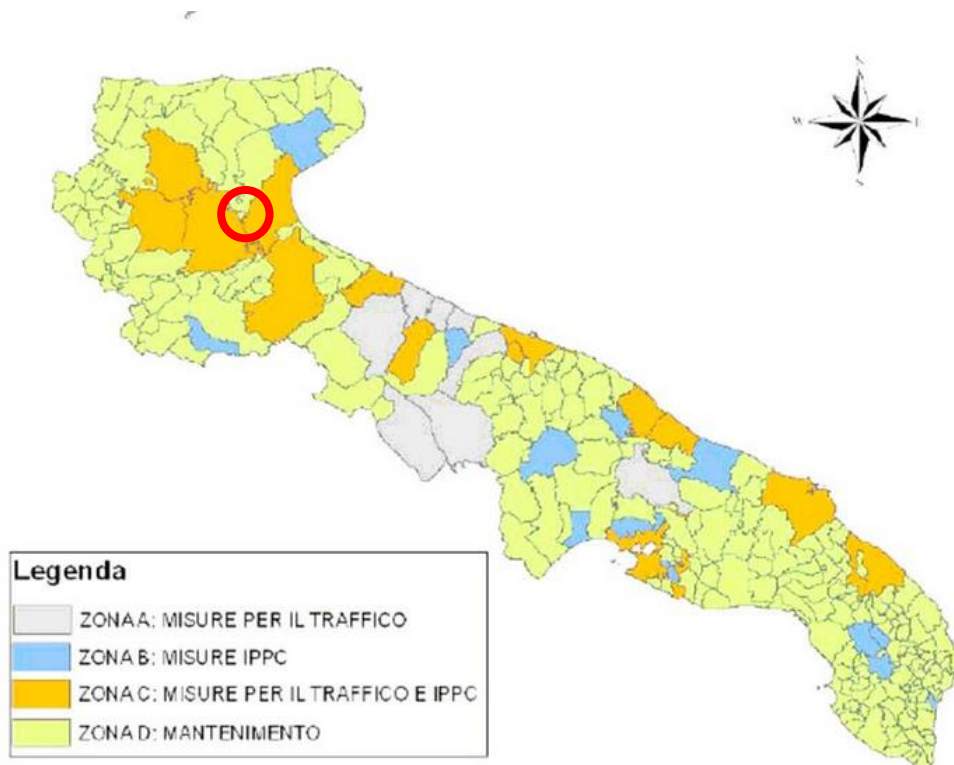 W
E
Legenda
ZONA A: MISURE PER IL TRAFFICO
ZONA B: MISURE IPPC
ZONA C: MISURE PER IL TRAFFICO E IPPC
ZONA D: MANTENIMENTO